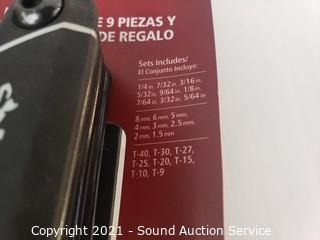 E 9 PIEZAS Y
DE REGALO
Sets Includes/
El Conjunto Incluye:
1/4 in, 7/32 in, 3/16 in,
5/32 in, 9/64 in, 1/8 in,
7/64 in, 3/32 in, 5/64 in
8 mm, 6 mm, 5 mm,
4 mm, 3 mm, 2.5 mm,
2 mm, 1.5 mm
T-40, T-30, T-27,
T-25, T-20, T-15,
T-10, T-9
Copyright 2021 - Sound Auction Service